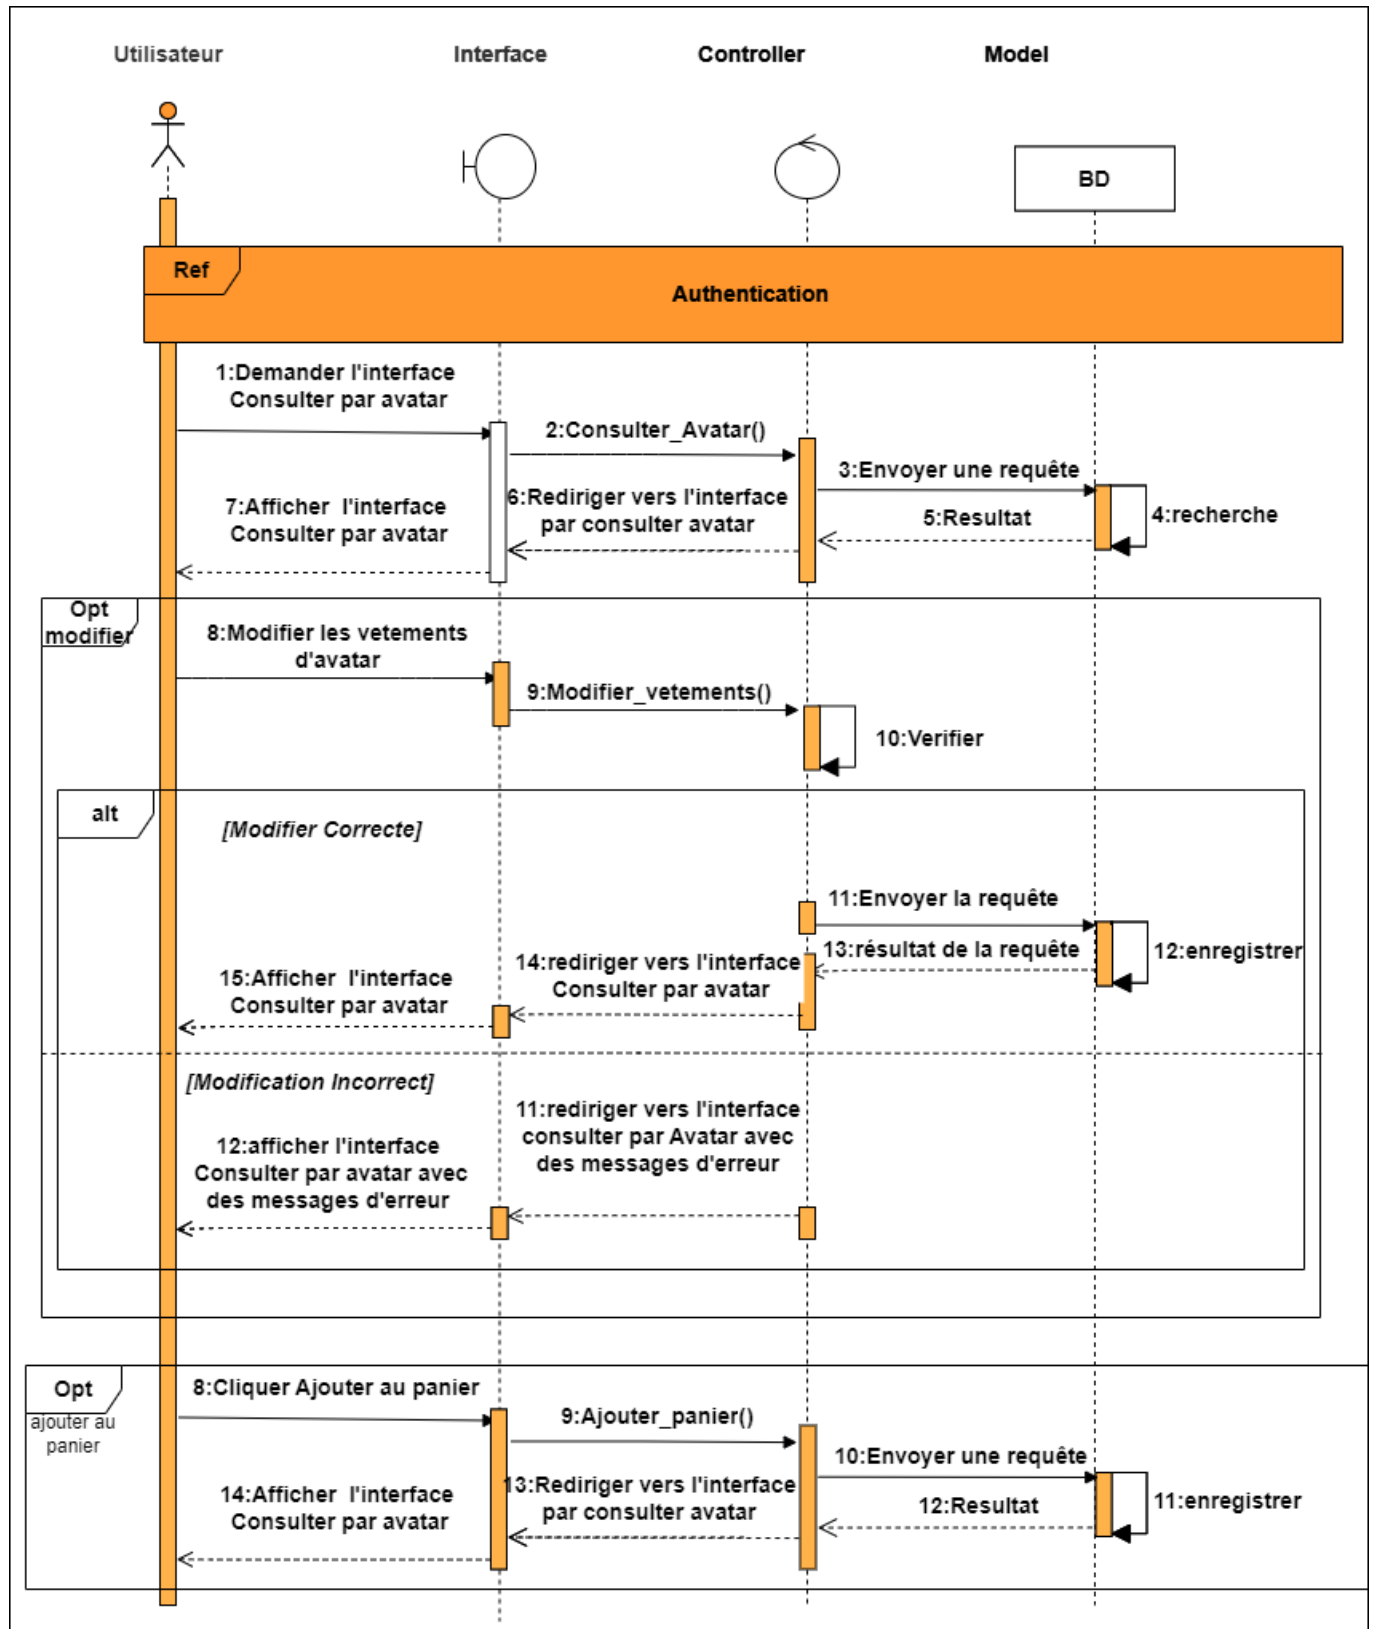 Utilisateur
Interface
Controller
Model
BD
Ref
Authentication
1:Demander l'interface
Consulter par avatar
2:Consulter_Avatar()
3:Envoyer une requête
4:recherche
5:Resultat
6:Rediriger vers l'interface
par consulter avatar
7:Afficher l'interface
Consulter par avatar
Opt
modifier
8:Modifier les vetements
d'avatar
9:Modifier_vetements()
10:Verifier
alt
[Modifier Correcte]
11:Envoyer la requête
12:enregistrer
13:résultat de la requête
14:rediriger vers l'interface
Consulter par avatar
15:Afficher l'interface
Consulter par avatar
[Modification Incorrect]
11:rediriger vers l'interface
consulter par Avatar avec
des messages d'erreur
12:afficher l'interface
Consulter par avatar avec
des messages d'erreur
Opt
ajouter au
panier
8:Cliquer Ajouter au panier
9:Ajouter_panier()
10:Envoyer une requête
11:enregistrer
12:Resultat
13:Rediriger vers l'interface
par consulter avatar
14:Afficher l'interface
Consulter par avatar